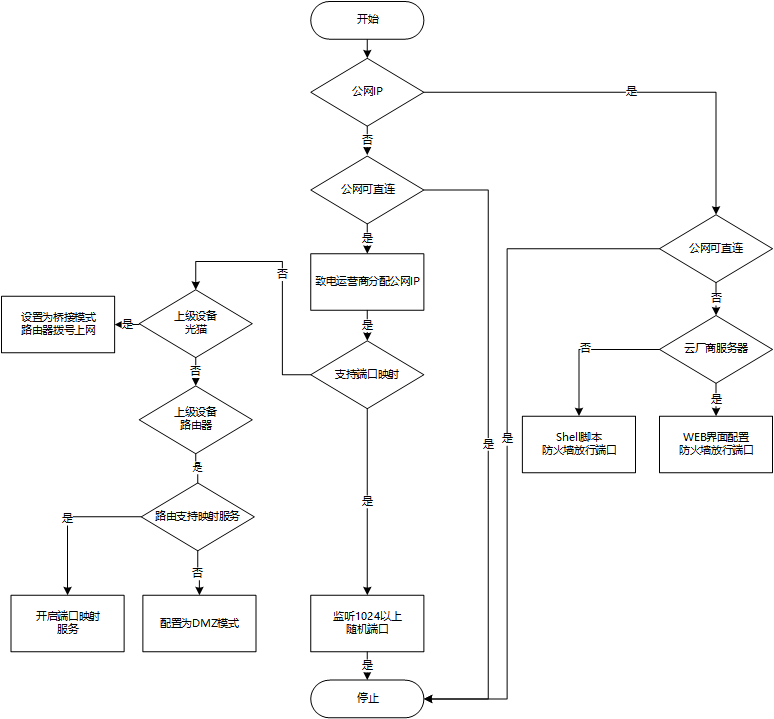 开始
公网IP
是
否
公网可直连
是
是
公网可直连
致电运营商分配公网IP
是
否
支持端口映射
是
否
上级设备
光猫
是
设置为桥接模式
路由器拨号上网
否
上级设备
路由器
是
路由支持映射服务
是
否
开启端口映射
服务
配置为DMZ模式
监听1024以上
随机端口
是
停止
是
否
云厂商服务器
否
是
Shell脚本
防火墙放行端口
WEB界面配置
防火墙放行端口